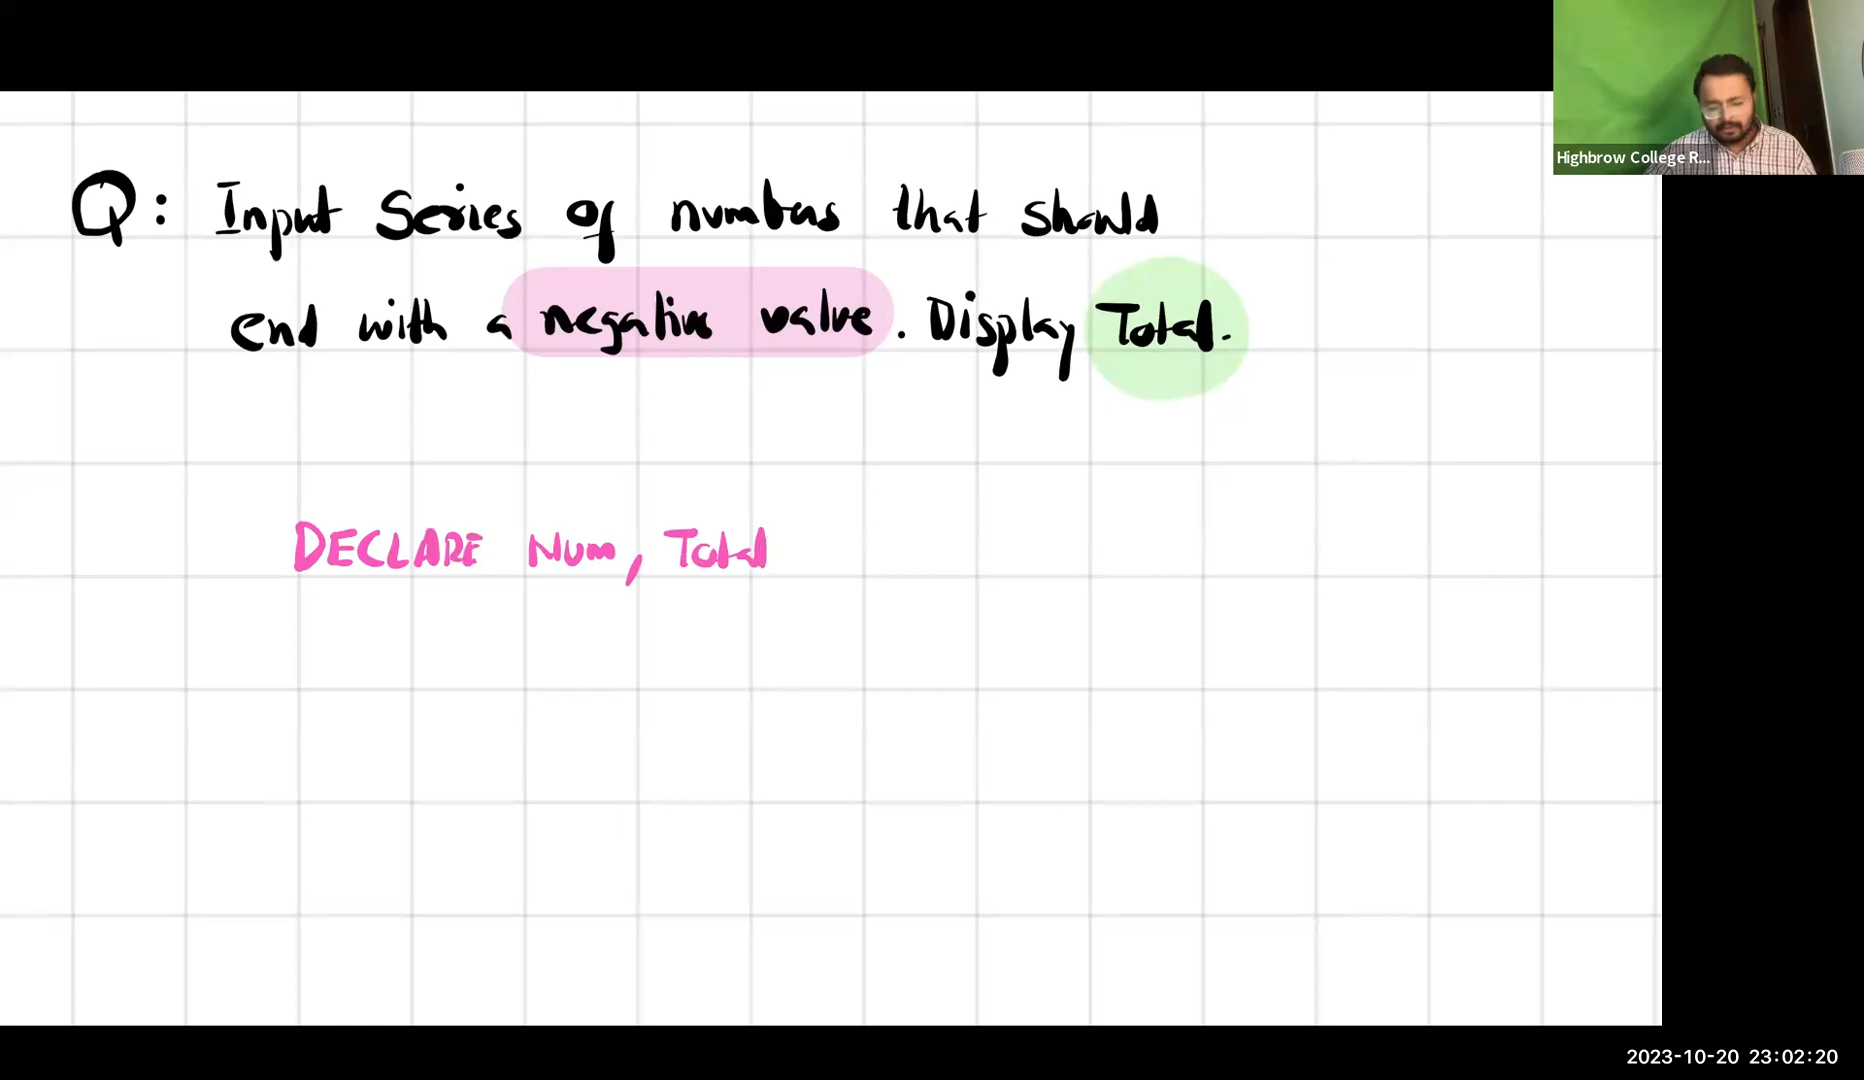 Q: Input Series of numbers that should
end with a negative value. Display Total.
DECLARE Num, Total
Highbrow College R...
2023-10-20 23:02:20